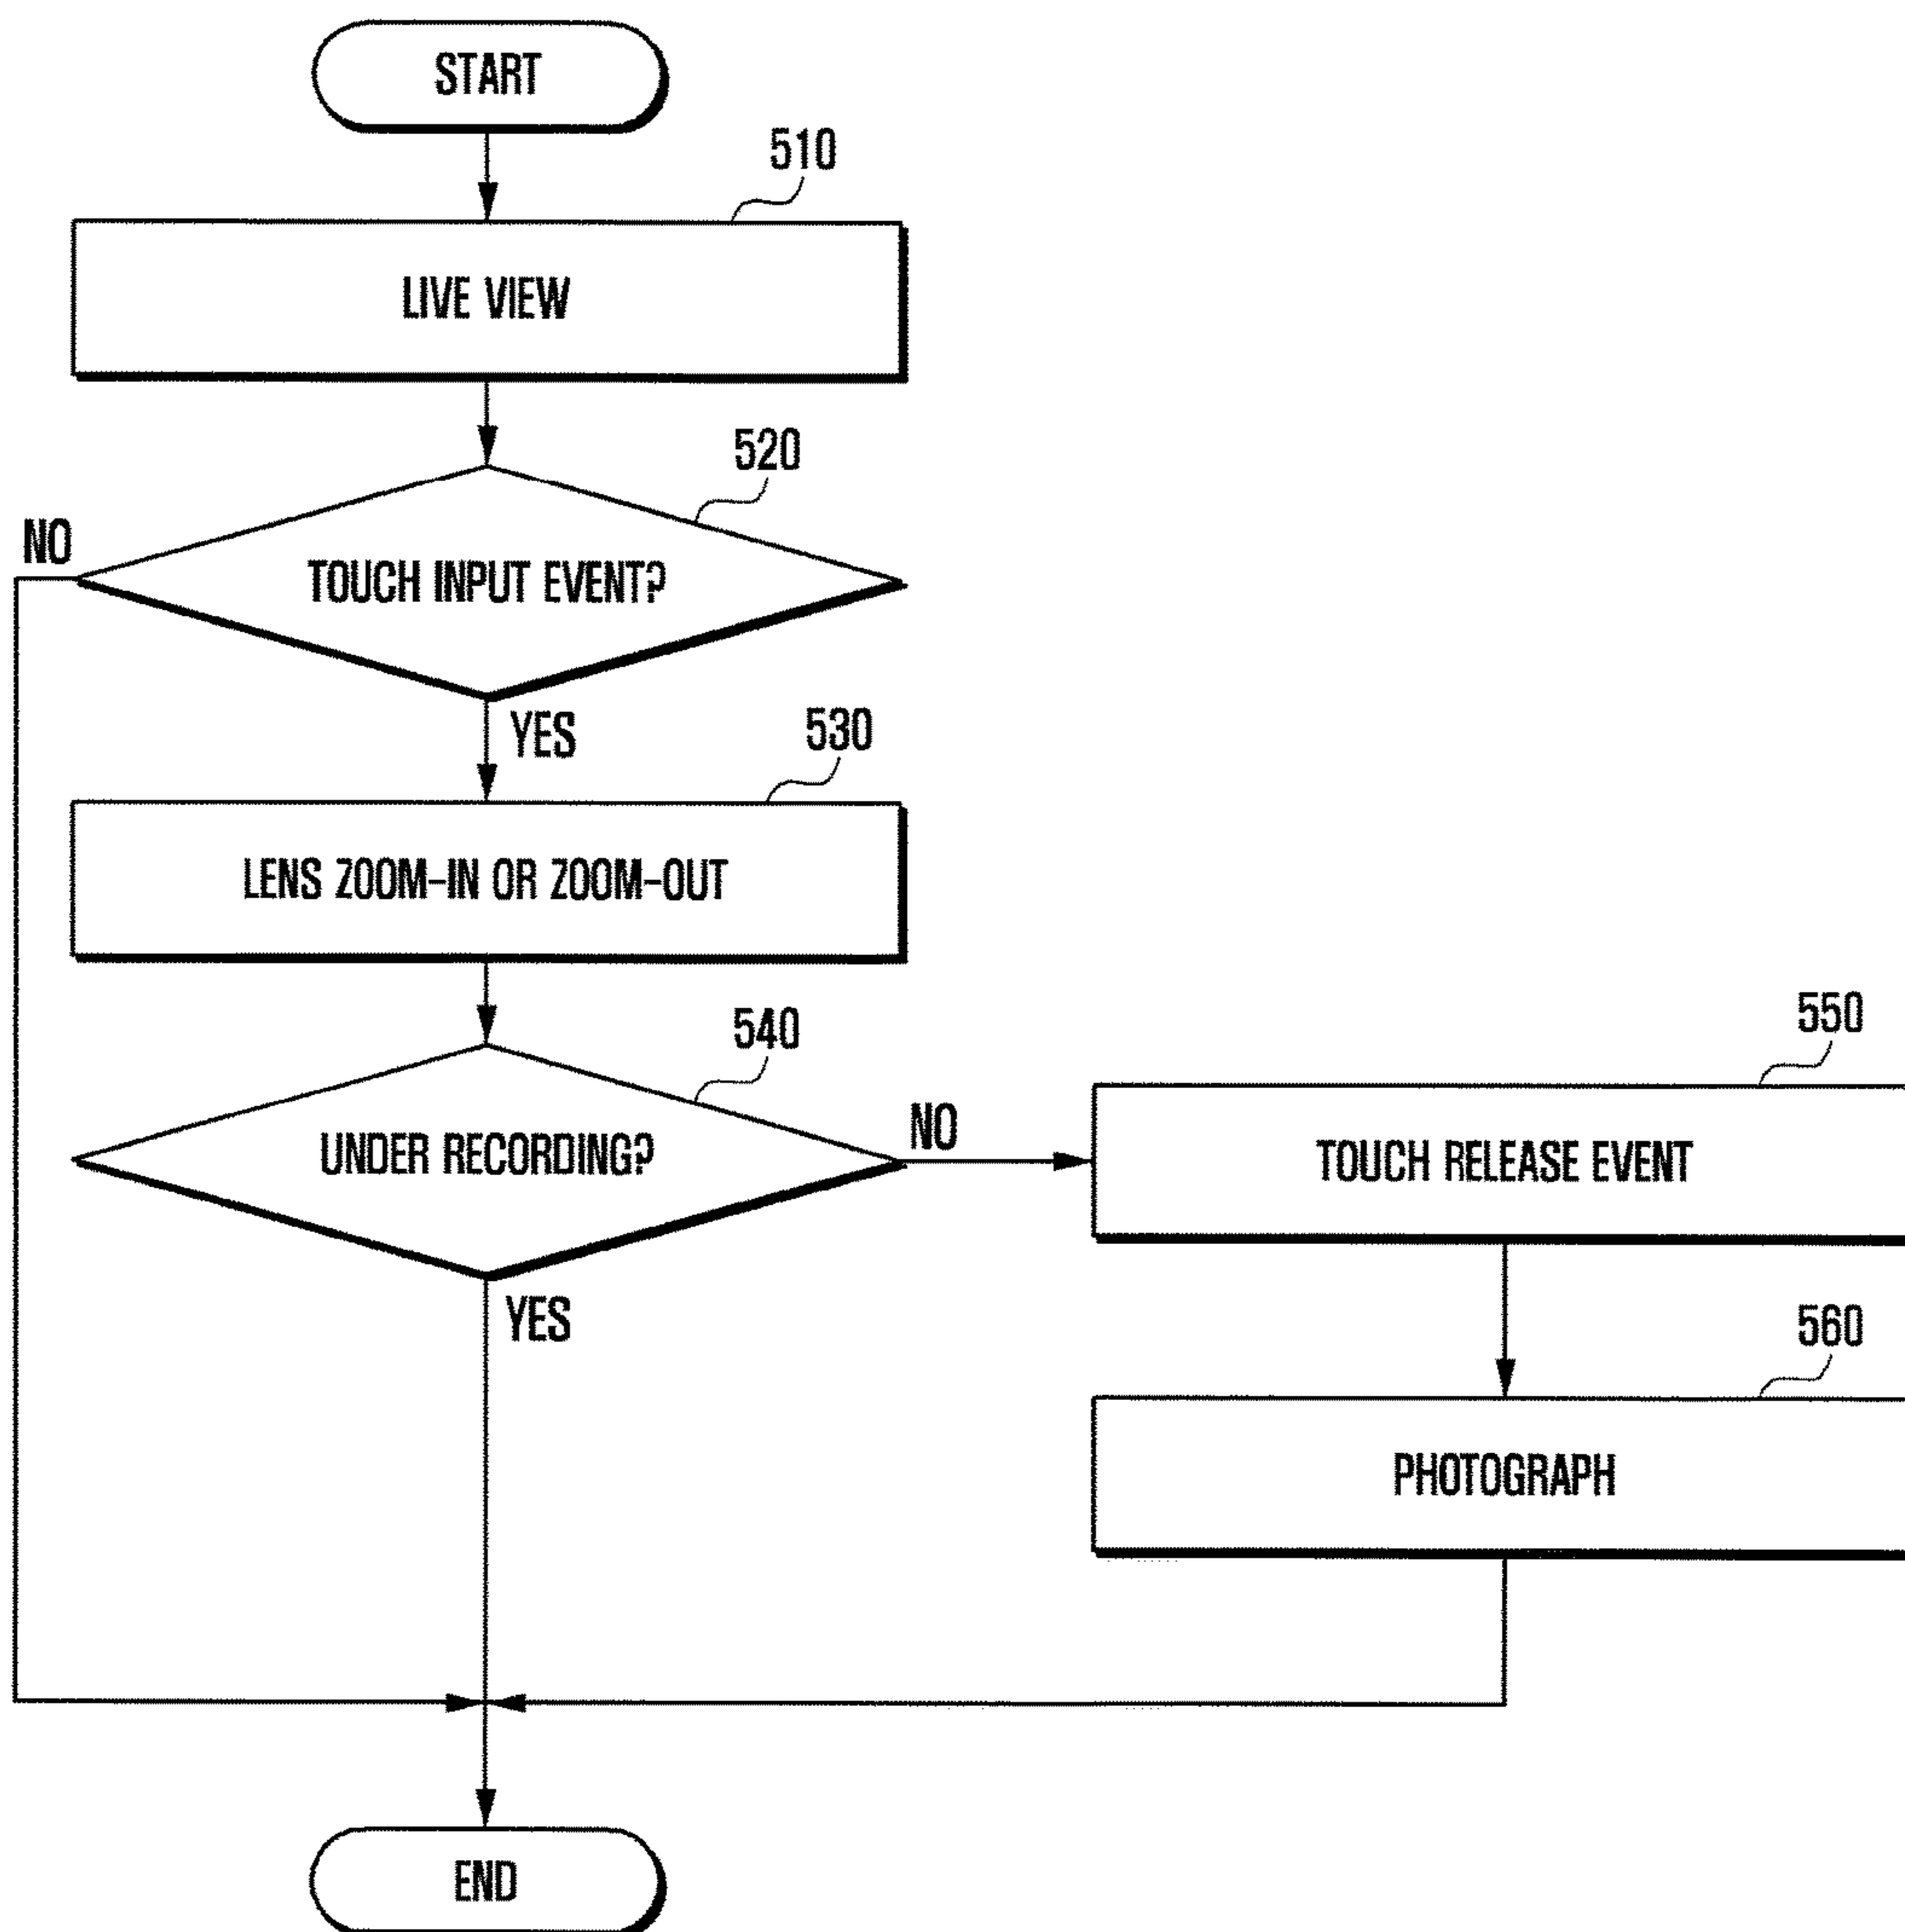 START
510
LIVE VIEW
520
NO
TOUCH INPUT EVENT?
YES
530
LENS ZOOM-IN OR ZOOM-OUT
540
UNDER RECORDING?
NO
550
TOUCH RELEASE EVENT
YES
560
PHOTOGRAPH
END